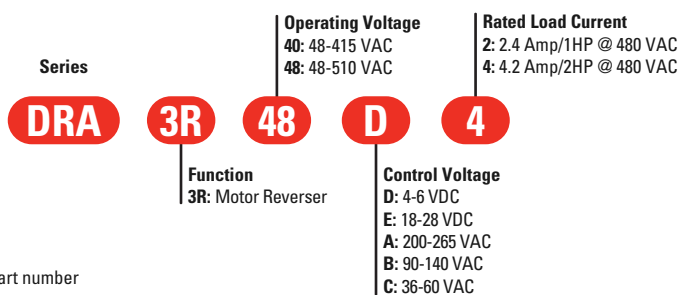 Operating Voltage
40: 48-415 VAC
48: 48-510 VAC
Rated Load Current
2: 2.4 Amp/1HP @ 480 VAC
4: 4.2 Amp/2HP @ 480 VAC
Series
DRA
3R
48
D
4
Function
3R: Motor Reverser
Control Voltage
D: 4-6 VDC
E: 18-28 VDC
A: 200-265 VAC
B: 90-140 VAC
C: 36-60 VAC
number